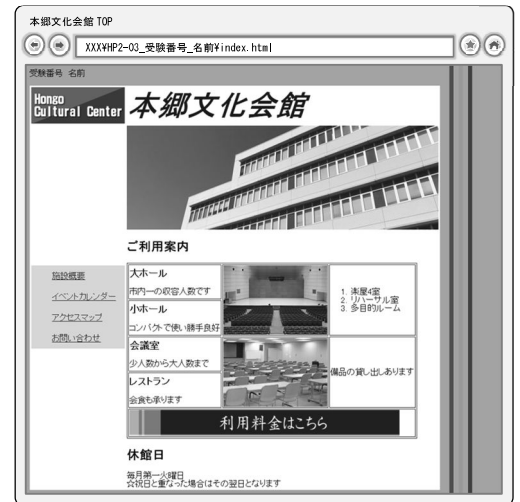 本郷文化会館 TOP
XXX¥HP2-03_受験番号_名前¥index.html
受験番号 名前
Hongo
Cultural Center
本郷文化会館
ご利用案内
施設概要
イベントカレンダー
アクセスマップ
お問い合わせ
大ホール
市内一の収容人数です
小ホール
コンパクトで使い勝手良好
1. 楽屋4室
2. リハーサル室
3. 多目的ルーム
会議室
少人数から大人数まで
レストラン
会食も承ります
備品の貸し出しあります
利用料金はこちら
休館日
毎月第一火曜日
☆祝日と重なった場合はその翌日となります